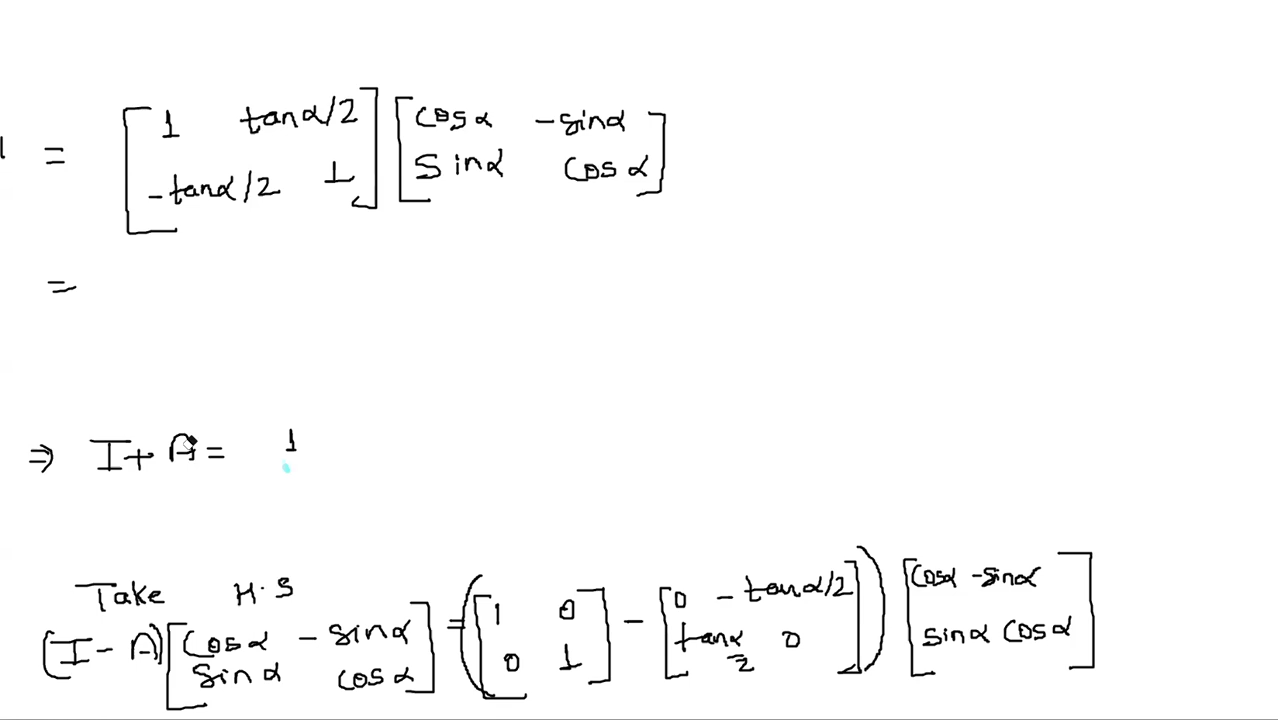 = [ 1 tanα/2 ] [ cosα -sinα ]
[ -tanα/2 1 ] [ sinα cosα ]
=
⇒ I+ A = 1
Take H.S
(I - A) [ cosα - sinα ] = ( [ 1 0 ] - [ 0 - tanα/2 ] ) [ cosα -sinα ]
[ sinα cosα ] [ 0 1 ] [ tanα/2 0 ] [ sinα cosα ]